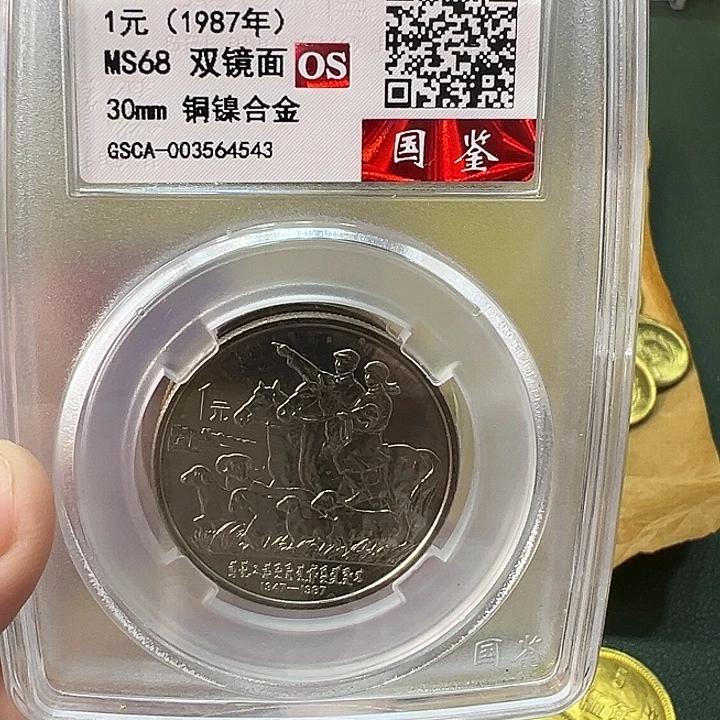 1元（1987年）
MS68 双镜面 OS
30mm 铜镍合金
GSCA-003564543
国 鉴
1元
1947—1987
国 鉴